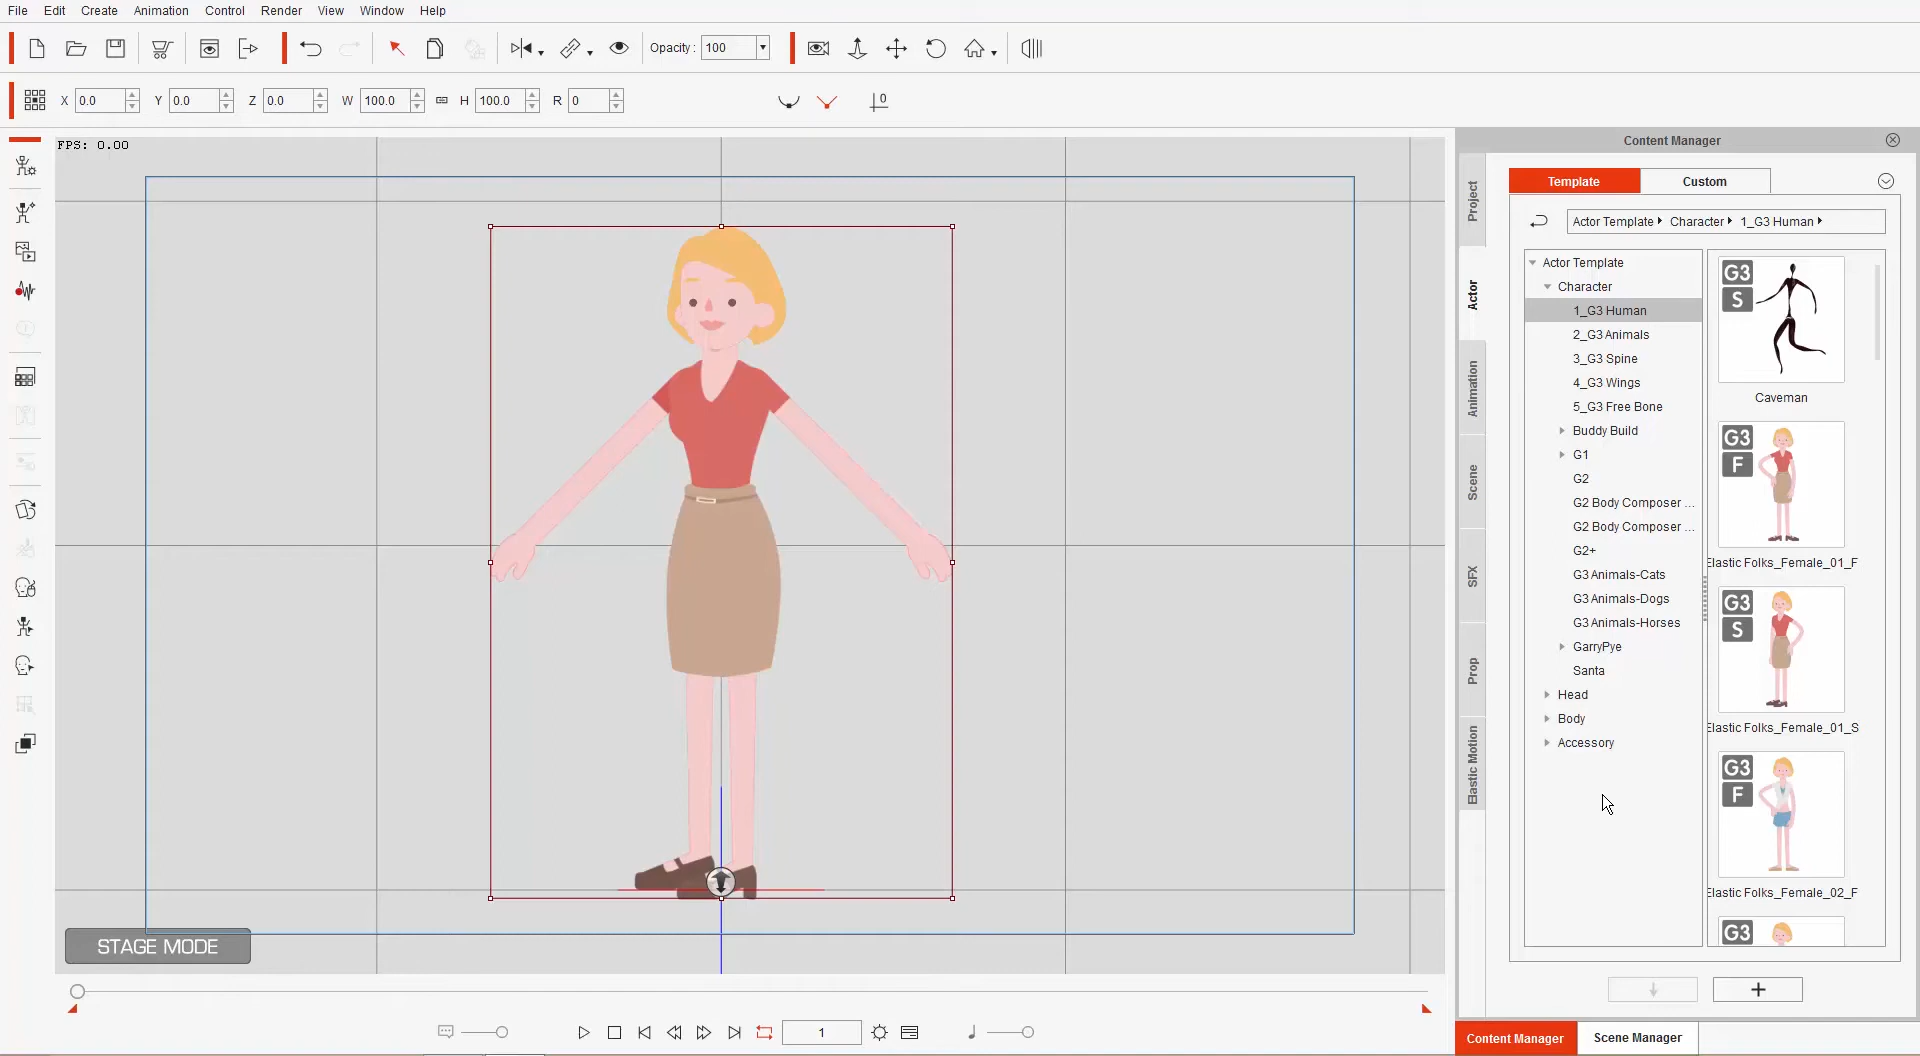 File Edit Create Animation Control Render View Window Help
Opacity : 100
X 0.0 Y 0.0 Z 0.0 W 100.0 H 100.0 R 0
0
FPS: 0.00
STAGE MODE
1
Content Manager
Project
Actor
Animation
Scene
SFX
Prop
Elastic Motion
Template Custom
Actor Template Character 1_G3 Human
Actor Template
Character
1_G3 Human
2_G3 Animals
3_G3 Spine
4_G3 Wings
5_G3 Free Bone
Buddy Build
G1
G2
G2 Body Composer ...
G2 Body Composer ...
G2+
G3 Animals-Cats
G3 Animals-Dogs
G3 Animals-Horses
GarryPye
Santa
Head
Body
Accessory
G3
S
Caveman
G3
F
Elastic Folks_Female_01_F
G3
S
Elastic Folks_Female_01_S
G3
F
Elastic Folks_Female_02_F
G3
Content Manager Scene Manager